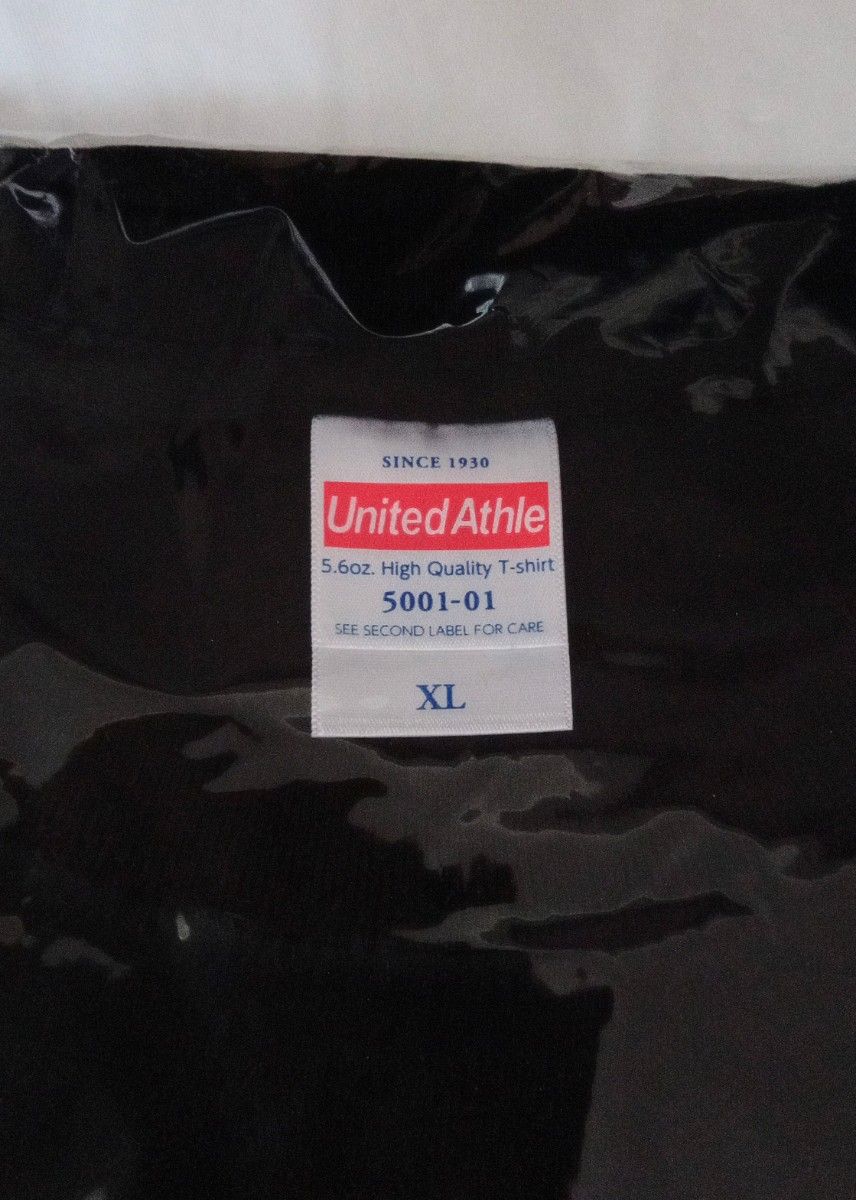 SINCE 1930
United Athle
5.6oz. High Quality T-shirt
5001-01
SEE SECOND LABEL FOR CARE
XL